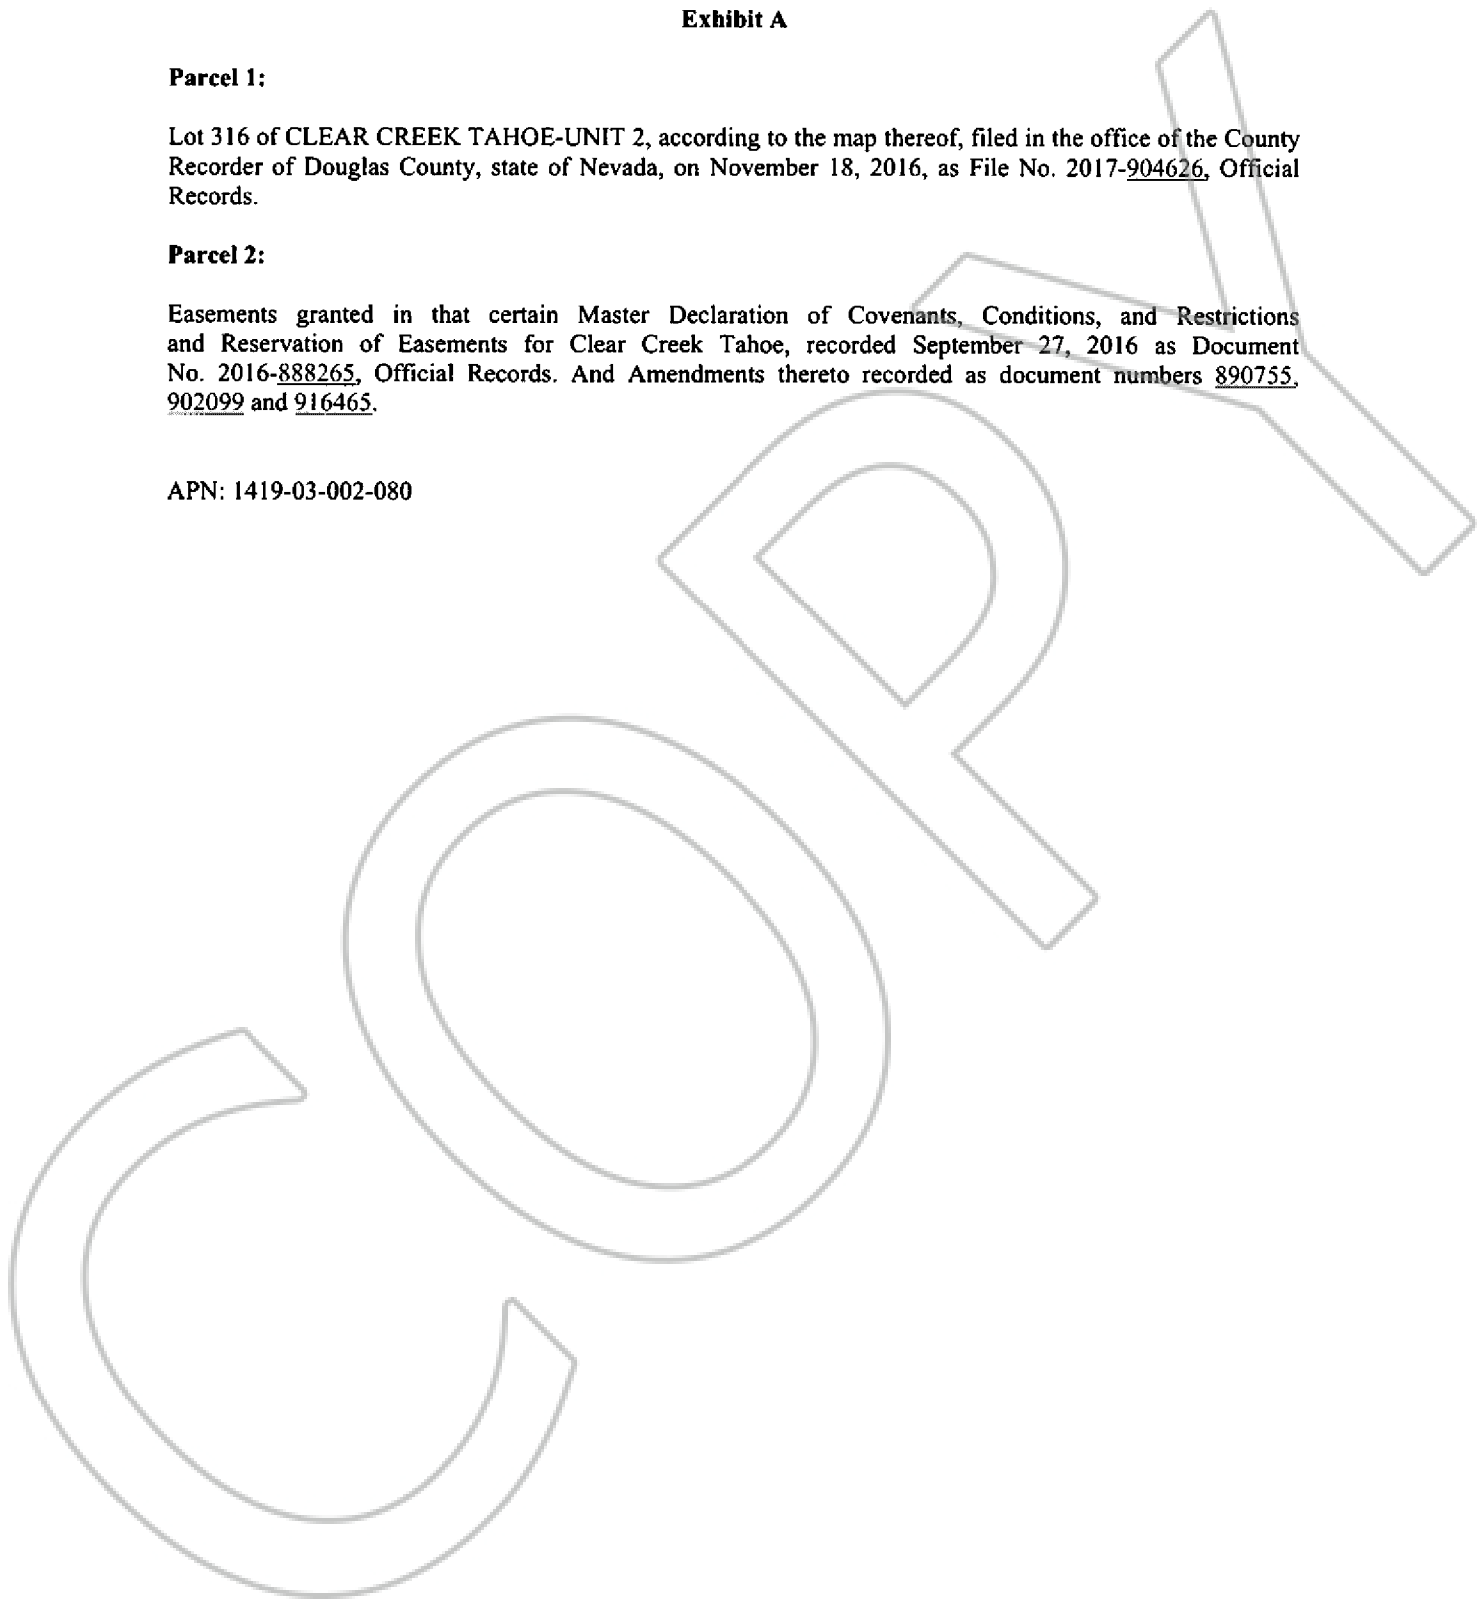 Exhibit A
Parcel 1:
Lot 316 of CLEAR CREEK TAHOE-UNIT 2, according to the map thereof, filed in the office of the County
Recorder of Douglas County, state of Nevada, on November 18, 2016, as File No. 2017-904626, Official
Records.
Parcel 2:
Easements granted in that certain Master Declaration of Covenants, Conditions, and Restrictions
and Reservation of Easements for Clear Creek Tahoe, recorded September 27, 2016 as Document
No. 2016-888265, Official Records. And Amendments thereto recorded as document numbers 890755,
902099 and 916465.
APN: 1419-03-002-080
COPY